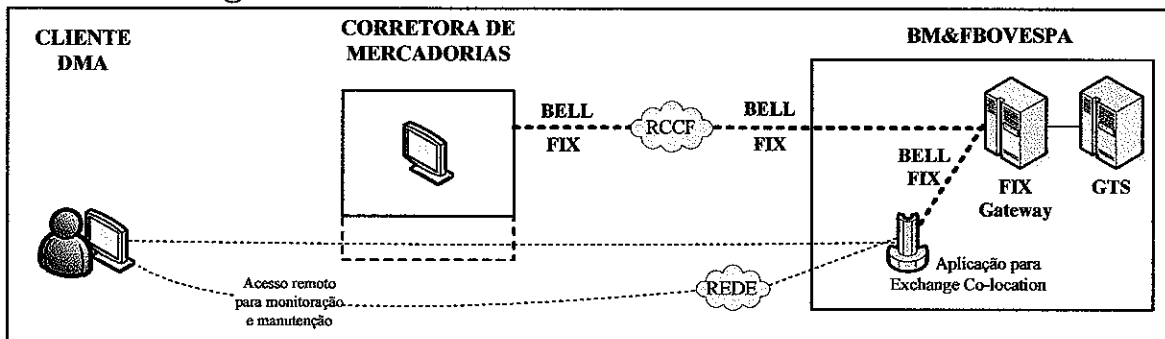 CLIENTE
DMA
CORRETORA DE
MERCADORIAS
BM&FBOVESPA
BELL
FIX
RCCF
BELL
FIX
BELL
FIX
FIX
Gateway
GTS
Acesso remoto
para monitoração
e manutenção
REDE
Aplicação para
Exchange Co-location